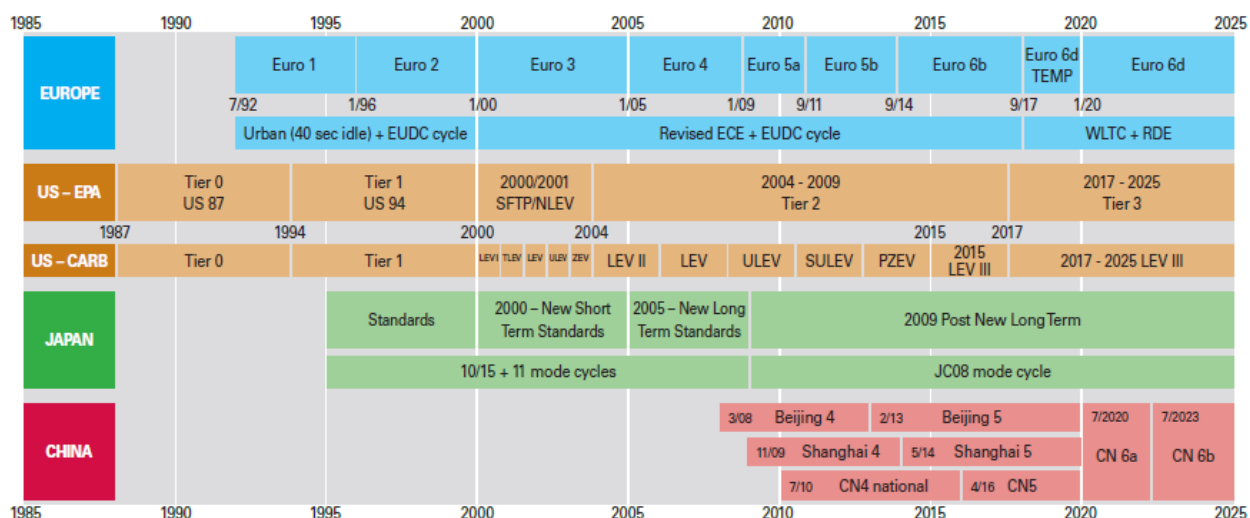 1985 1990 1995 2000 2005 2010 2015 2020 2025
EUROPE
Euro 1 Euro 2 Euro 3 Euro 4 Euro 5a Euro 5b Euro 6b Euro 6d Euro 6d
TEMP
7/92 1/96 1/00 1/05 1/09 9/11 9/14 9/17 1/20
Urban (40 sec idle) + EUDC cycle Revised ECE + EUDC cycle WLTC + RDE
US – EPA
Tier 0 Tier 1 2000/2001 2004 - 2009 2017 - 2025
US 87 US 94 SFTP/NLEV Tier 2 Tier 3
1987 1994 2000 2004 2015 2017
US – CARB
Tier 0 Tier 1 LEVI TLEV LEV ULEV ZEV LEV II LEV ULEV SULEV PZEV 2015 2017 - 2025 LEV III
LEV III
JAPAN
Standards 2000 – New Short 2005 – New Long 2009 Post New Long Term
Term Standards Term Standards
10/15 + 11 mode cycles JC08 mode cycle
CHINA
3/08 Beijing 4 2/13 Beijing 5 7/2020 7/2023
11/09 Shanghai 4 5/14 Shanghai 5 CN 6a CN 6b
7/10 CN4 national 4/16 CN5
1985 1990 1995 2000 2005 2010 2015 2020 2025